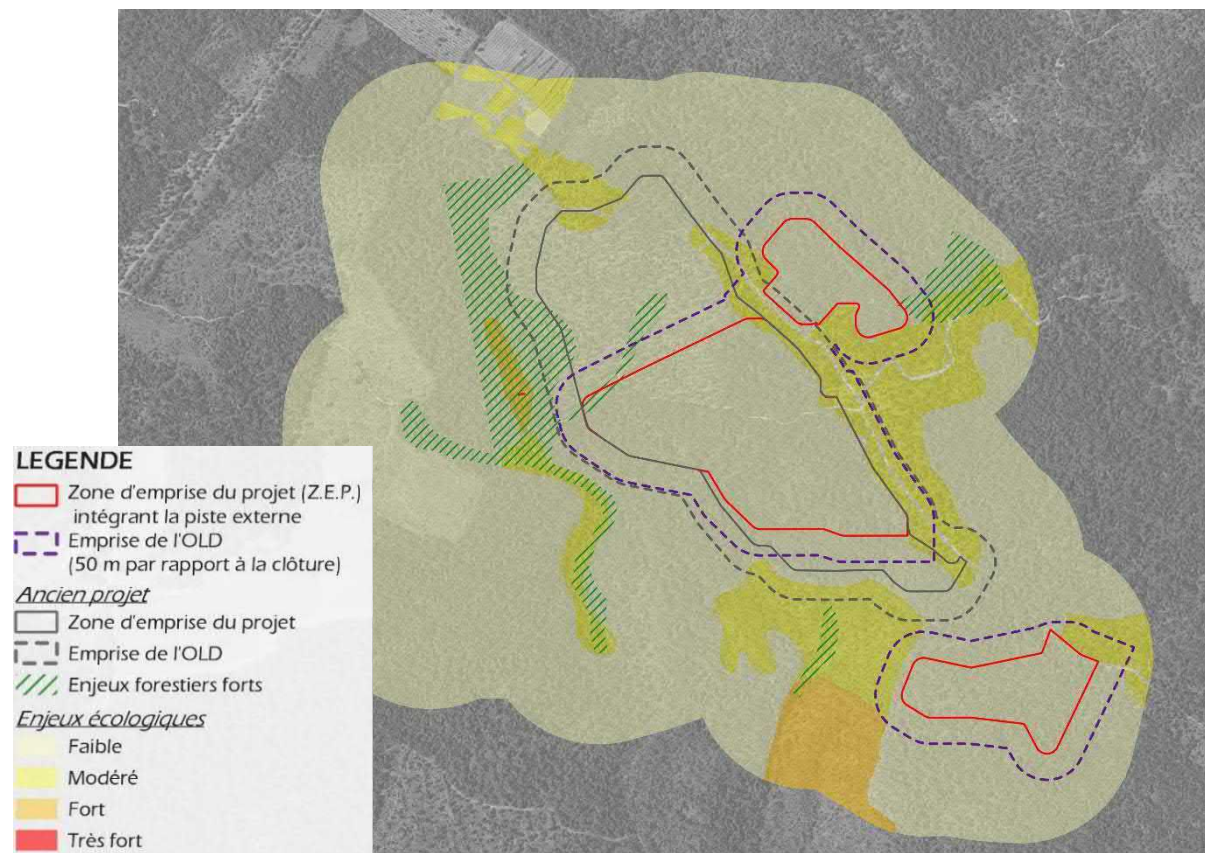 LEGENDE
Zone d'emprise du projet (Z.E.P.)
intégrant la piste externe
Emprise de l'OLD
(50 m par rapport à la clôture)
Ancien projet
Zone d'emprise du projet
Emprise de l'OLD
Enjeux forestiers forts
Enjeux écologiques
Faible
Modéré
Fort
Très fort